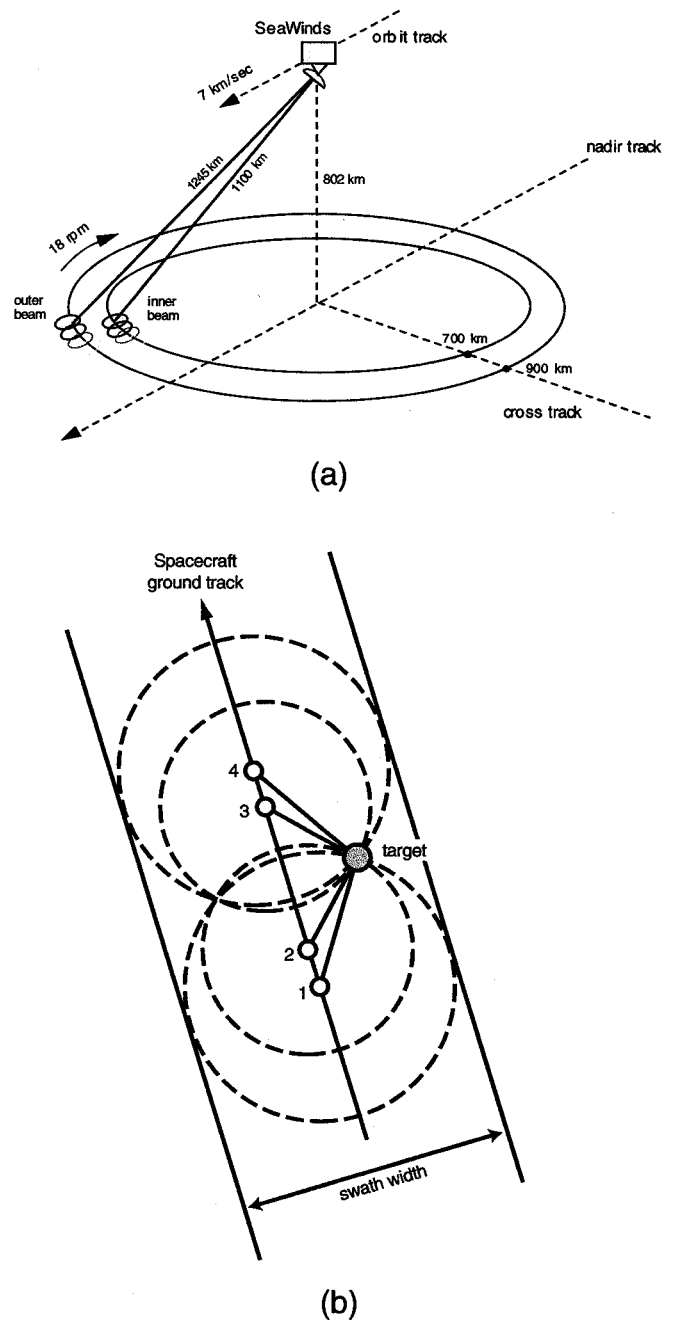 SeaWinds
orbit track
7 km/sec
nadir track
1245 km
1100 km
802 km
18 rpm
outer
beam
inner
beam
700 km
900 km
cross track
(a)
Spacecraft
ground track
4
3
target
2
1
swath width
(b)